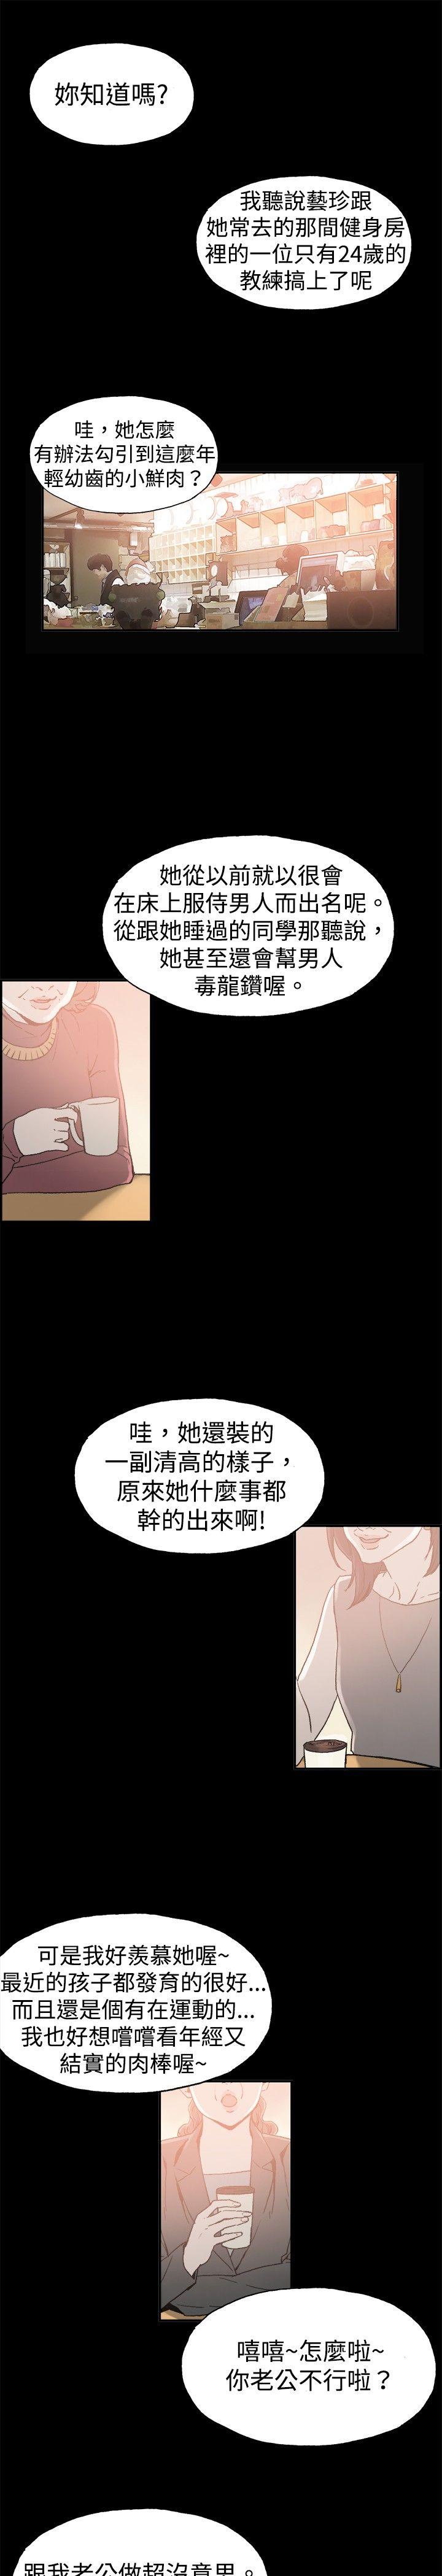 妳知道嗎?
我聽說藝珍跟
她常去的那間健身房
裡的一位只有24歲的
教練搞上了呢
哇，她怎麼
有辦法勾引到這麼年
輕幼齒的小鮮肉？
她從以前就以很會
在床上服侍男人而出名呢。
從跟她睡過的同學那聽說，
她甚至還會幫男人
毒龍鑽喔。
哇，她還裝的
一副清高的樣子，
原來她什麼事都
幹的出來啊!
可是我好羨慕她喔~
最近的孩子都發育的很好...
而且還是個有在運動的...
我也好想嚐嚐看年經又
結實的肉棒喔~
嘻嘻~怎麼啦~
你老公不行啦？
跟我老公做超沒意思。